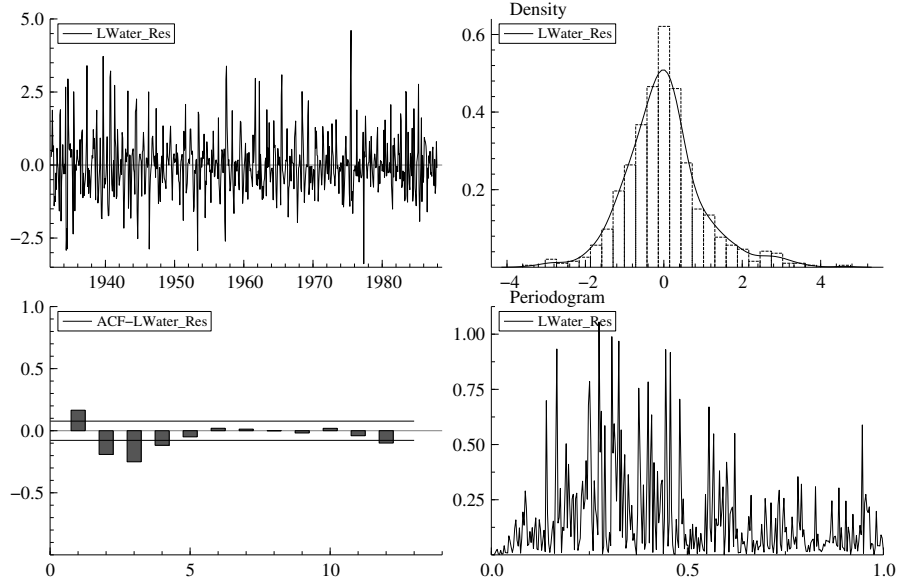 Density
5.0
LWater_Res
2.5
0.0
−2.5
1940 1950 1960 1970 1980
0.6
LWater_Res
0.4
0.2
−4 −2 0 2 4
1.0
ACF−LWater_Res
0.5
0.0
−0.5
0 5 10
Periodogram
1.00
LWater_Res
0.75
0.50
0.25
0.0 0.5 1.0